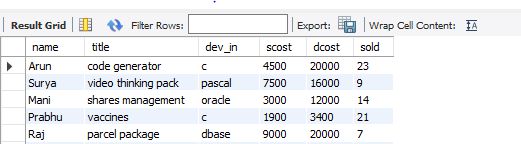 Result Grid Filter Rows: Export: Wrap Cell Content: IA
name title dev_in scost dcost sold
Arun code generator c 4500 20000 23
Surya video thinking pack pascal 7500 16000 9
Mani shares management oracle 3000 12000 14
Prabhu vaccines c 1900 3400 21
Raj parcel package dbase 9000 20000 7